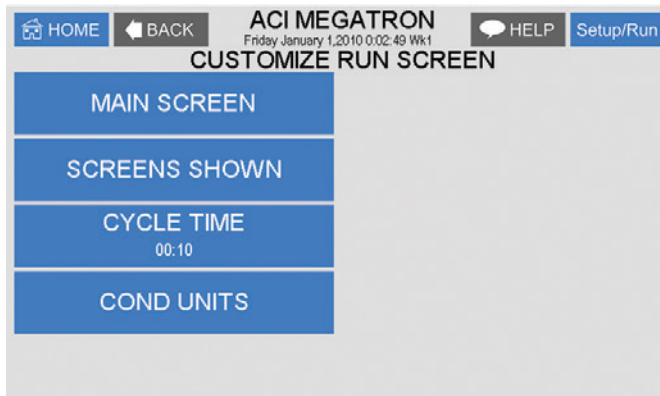 HOME BACK ACI MEGATRON HELP Setup/Run
Friday January 1,2010 0:02:49 Wk1
CUSTOMIZE RUN SCREEN
MAIN SCREEN
SCREENS SHOWN
CYCLE TIME
00:10
COND UNITS